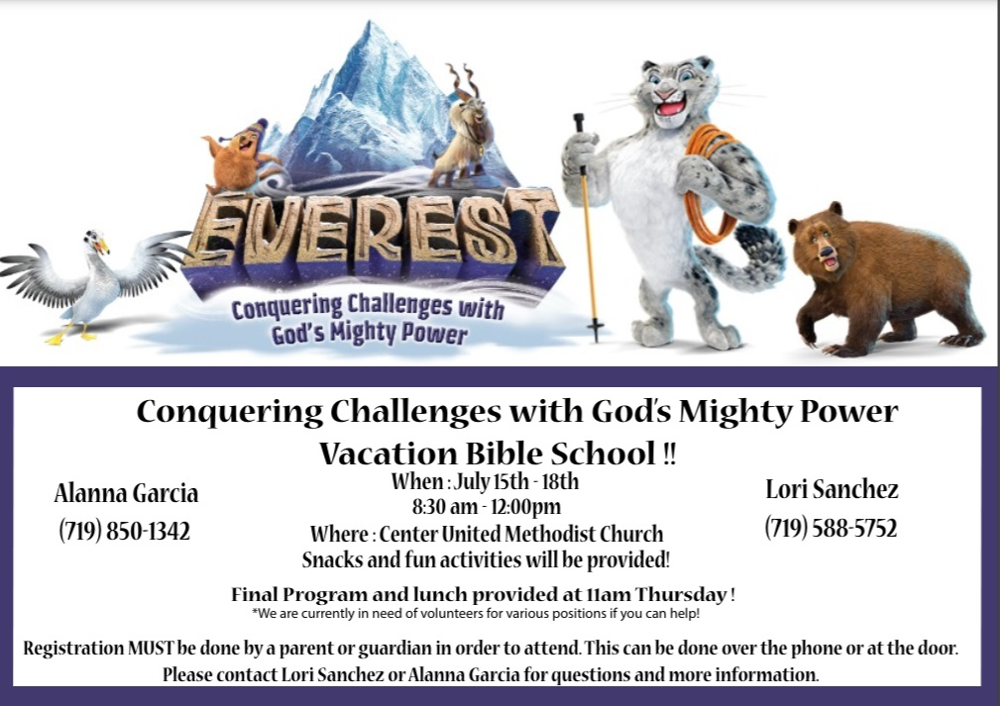 EVEREST
Conquering Challenges with
God's Mighty Power
Conquering Challenges with God's Mighty Power
Vacation Bible School !!
When : July 15th - 18th
8:30 am - 12:00pm
Where : Center United Methodist Church
Snacks and fun activities will be provided!
Alanna Garcia
(719) 850-1342
Lori Sanchez
(719) 588-5752
Final Program and lunch provided at 11am Thursday !
*We are currently in need of volunteers for various positions if you can help!
Registration MUST be done by a parent or guardian in order to attend. This can be done over the phone or at the door.
Please contact Lori Sanchez or Alanna Garcia for questions and more information.